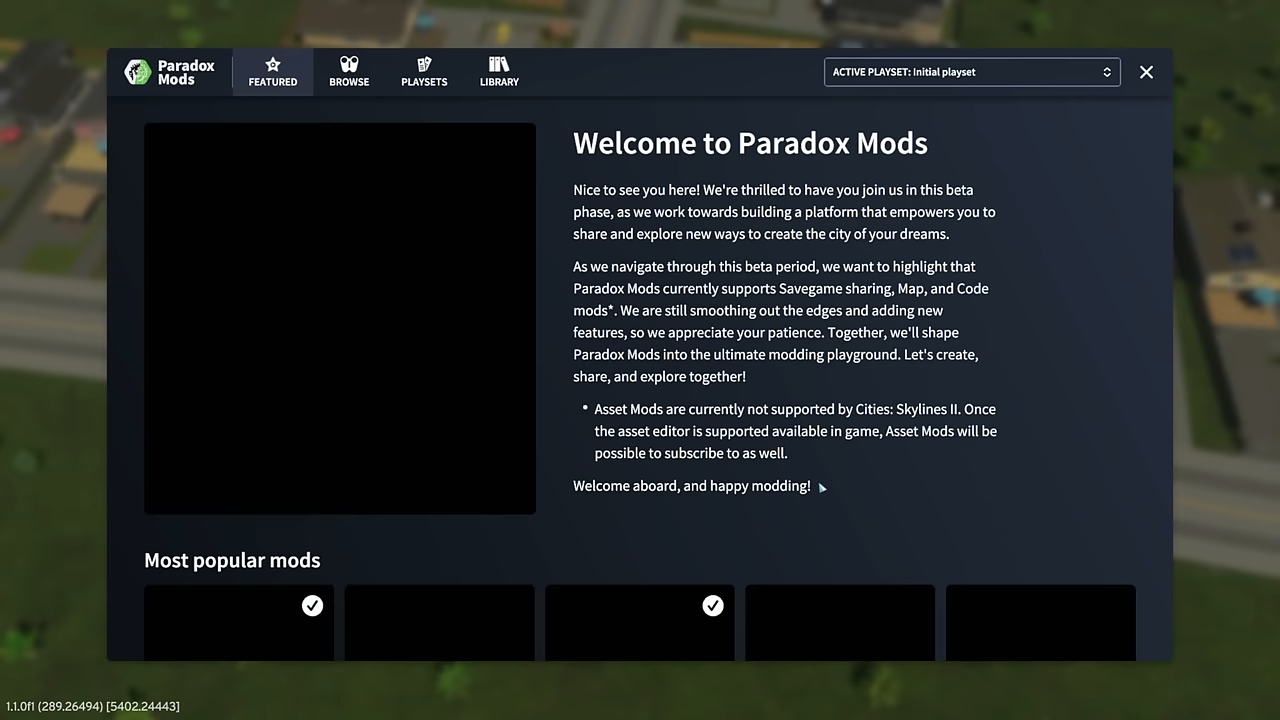 Paradox
Mods
FEATURED
BROWSE
PLAYSETS
LIBRARY
ACTIVE PLAYSET: Initial playset
Welcome to Paradox Mods
Nice to see you here! We're thrilled to have you join us in this beta
phase, as we work towards building a platform that empowers you to
share and explore new ways to create the city of your dreams.
As we navigate through this beta period, we want to highlight that
Paradox Mods currently supports Savegame sharing, Map, and Code
mods*. We are still smoothing out the edges and adding new
features, so we appreciate your patience. Together, we'll shape
Paradox Mods into the ultimate modding playground. Let's create,
share, and explore together!
• Asset Mods are currently not supported by Cities: Skylines II. Once
the asset editor is supported available in game, Asset Mods will be
possible to subscribe to as well.
Welcome aboard, and happy modding!
Most popular mods
1.1.0f1 (289.26494) [5402.24443]